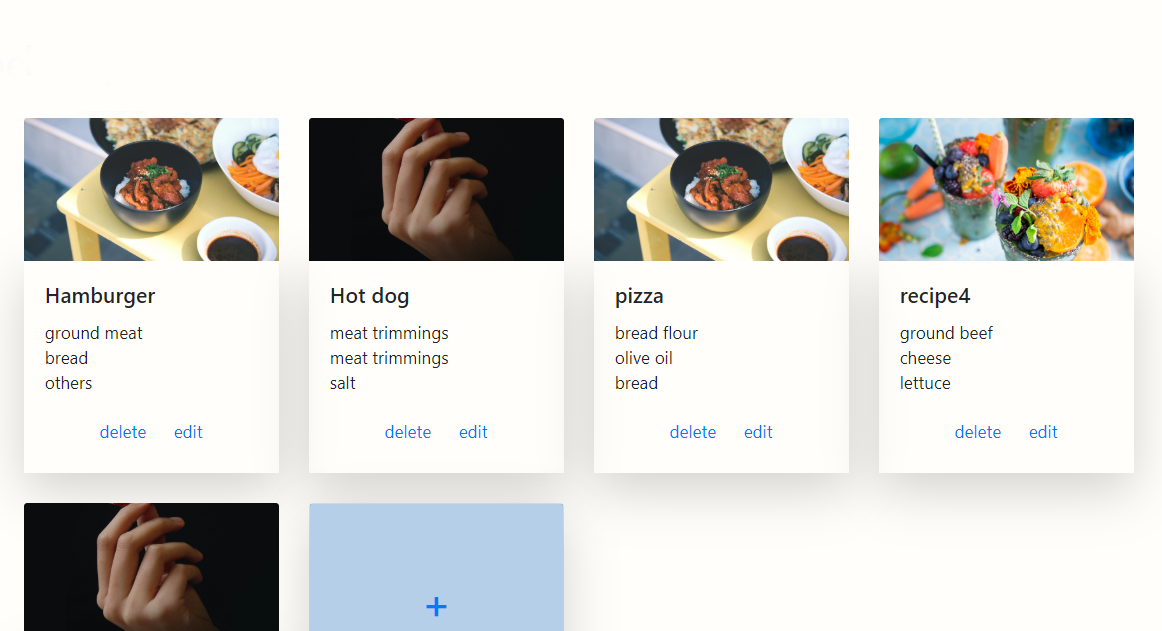 Hamburger
ground meat
bread
others
delete edit
Hot dog
meat trimmings
meat trimmings
salt
delete edit
pizza
bread flour
olive oil
bread
delete edit
recipe4
ground beef
cheese
lettuce
delete edit
+